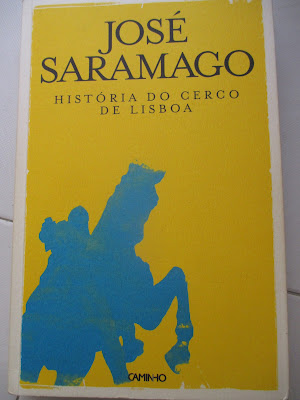 JOSÉ
SARAMAGO
HISTÓRIA DO CERCO
DE LISBOA
CAMINHO